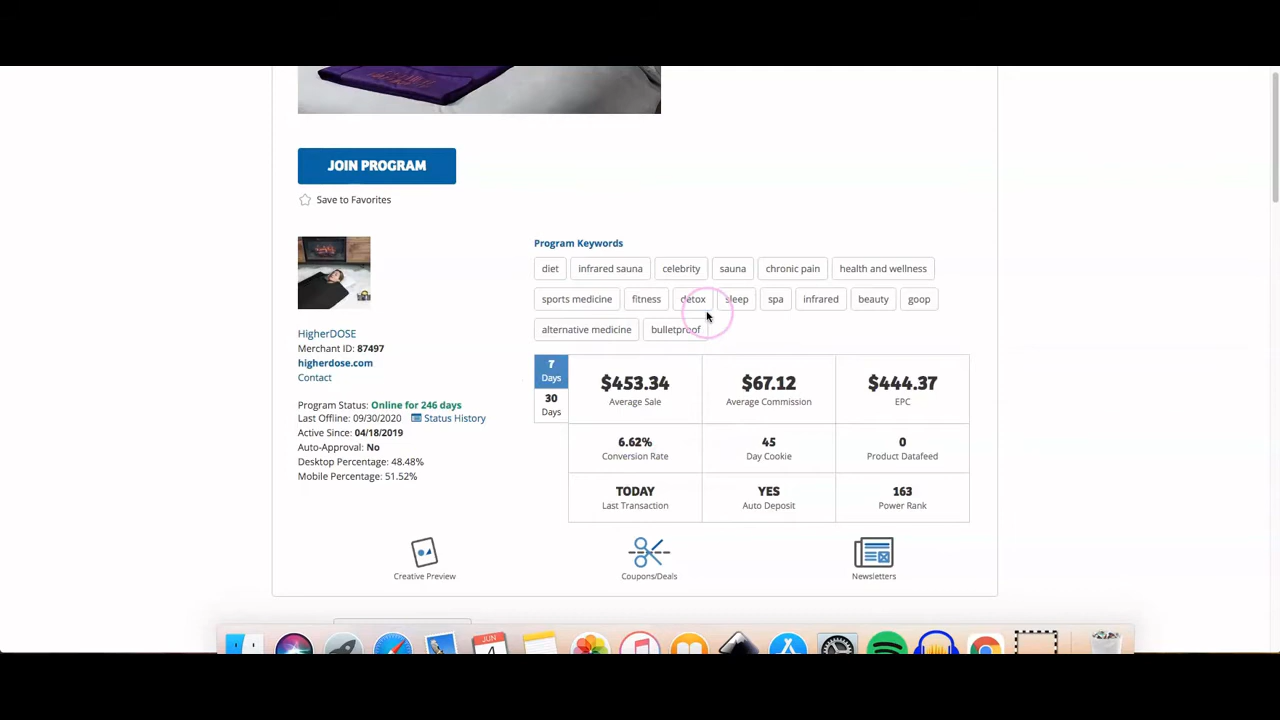 JOIN PROGRAM
Save to Favorites
HigherDOSE
Merchant ID: 87497
higherdose.com
Contact
Program Status: Online for 246 days
Last Offline: 09/30/2020 Status History
Active Since: 04/18/2019
Auto-Approval: No
Desktop Percentage: 48.48%
Mobile Percentage: 51.52%
Program Keywords
diet infrared sauna celebrity sauna chronic pain health and wellness
sports medicine fitness detox sleep spa infrared beauty goop
alternative medicine bulletproof
7
Days
30
Days
$453.34 $67.12 $444.37
Average Sale Average Commission EPC
6.62% 45 0
Conversion Rate Day Cookie Product Datafeed
TODAY YES 163
Last Transaction Auto Deposit Power Rank
Creative Preview Coupons/Deals Newsletters
JUN
4